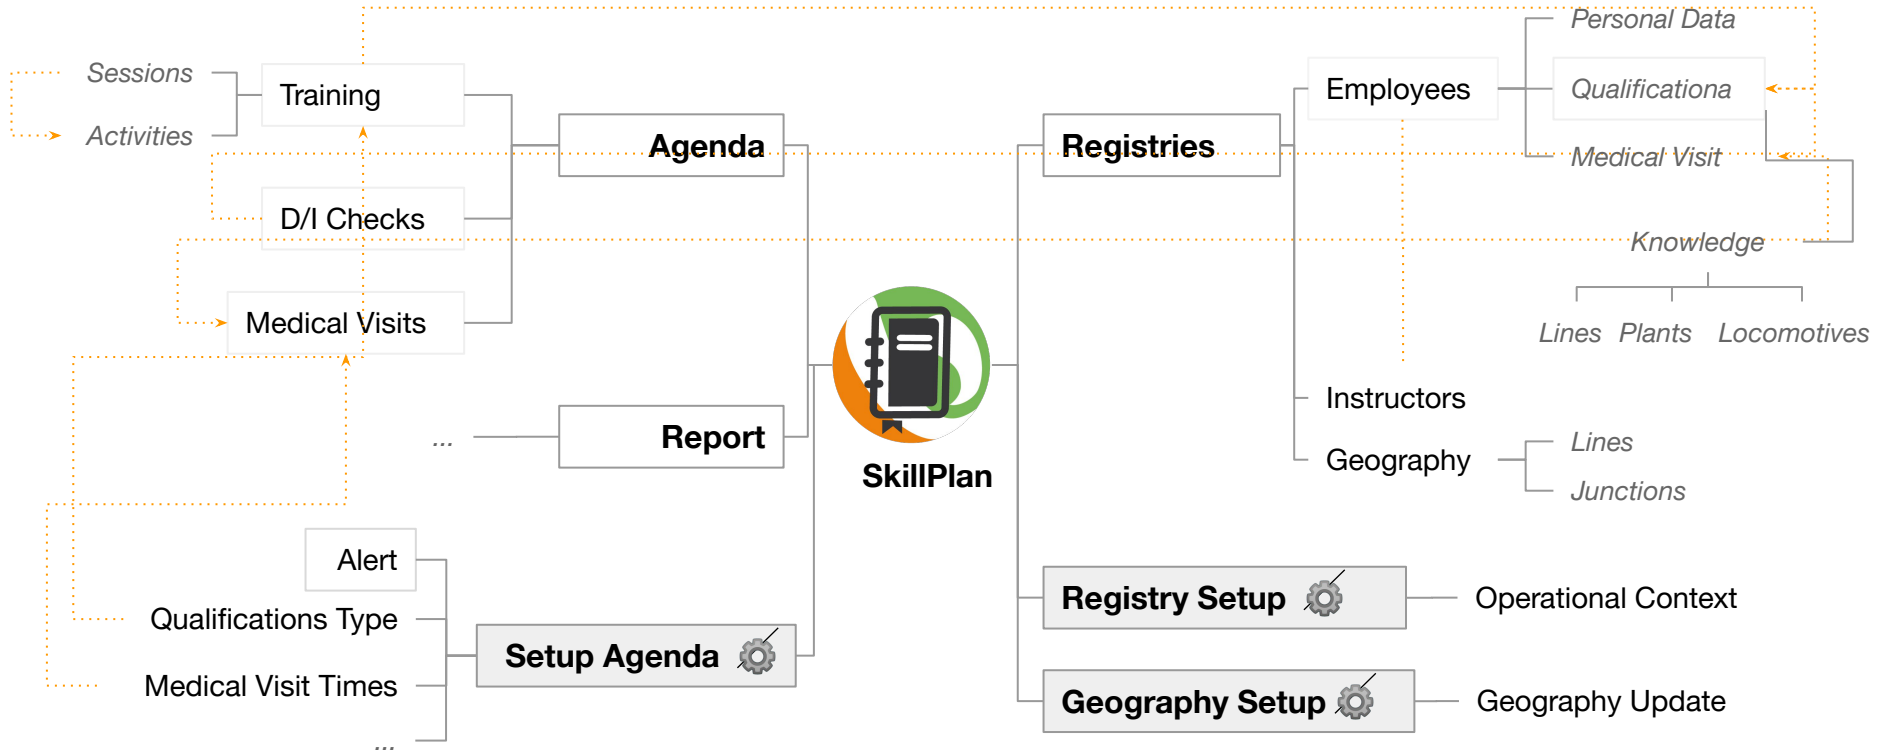 Sessions
Training
Activities
D/I Checks
Medical Visits
Agenda
...
Report
Alert
Qualifications Type
Medical Visit Times
...
Setup Agenda
SkillPlan
Registries
Employees
Personal Data
Qualificationa
Medical Visit
Knowledge
Lines
Plants
Locomotives
Instructors
Geography
Lines
Junctions
Registry Setup
Operational Context
Geography Setup
Geography Update